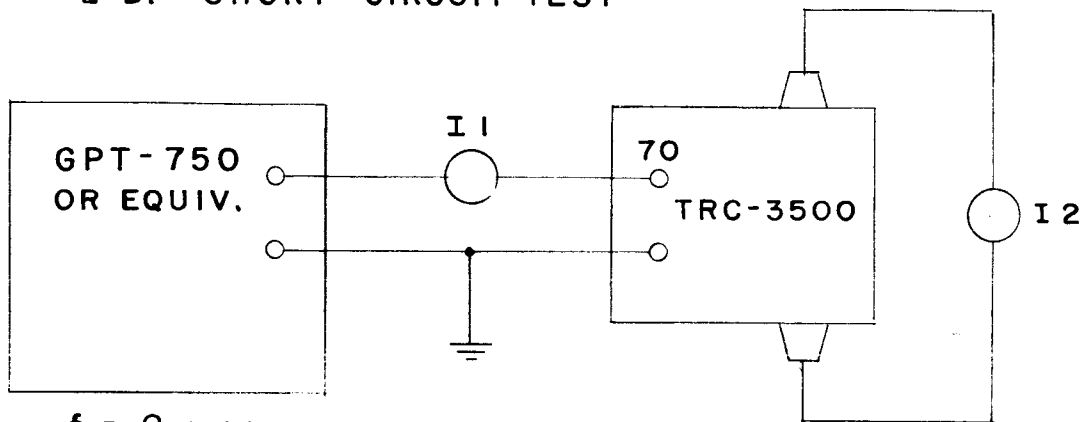 SHORT CIRCUIT TEST
I 1
GPT-750
OR EQUIV.
70
TRC-3500
I 2